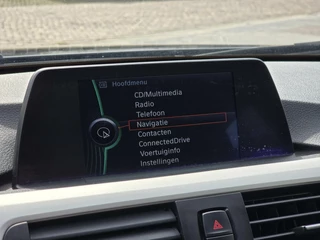 Hoofdmenu
CD/Multimedia
Radio
Telefoon
Navigatie
Contacten
ConnectedDrive
Voertuiginfo
Instellingen